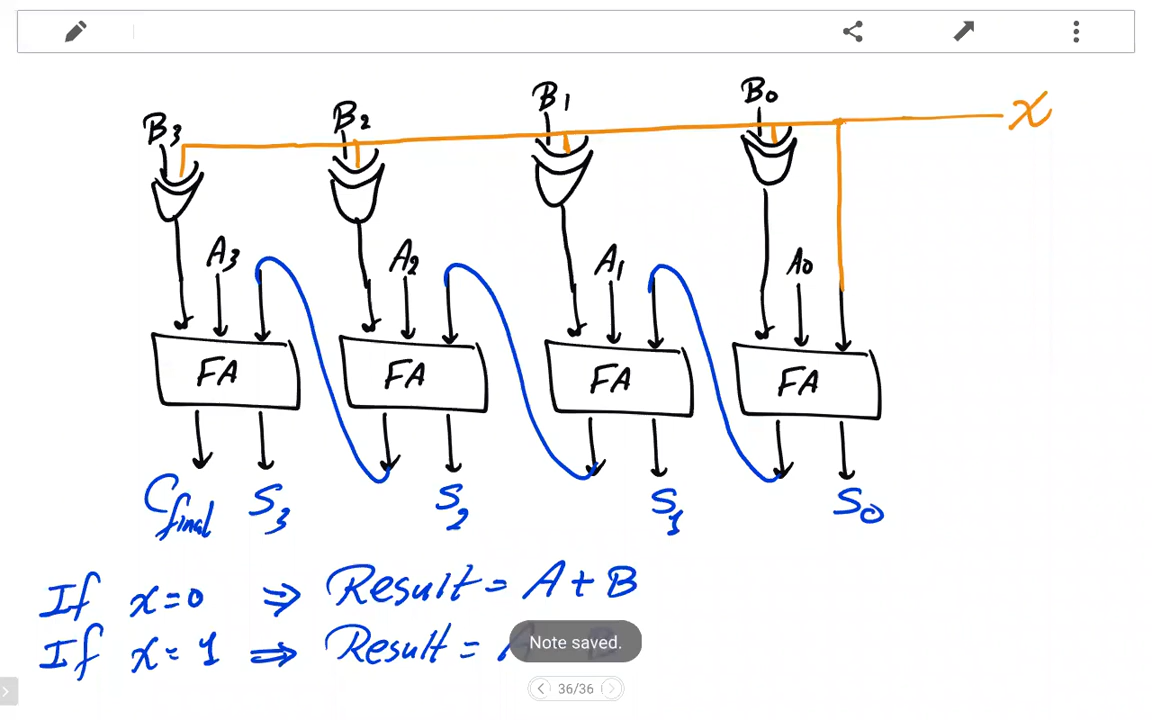 x
B3 B2 B1 B0
A3 A2 A1 A0
FA FA FA FA
Cfinal S3 S2 S1 S0
If x=0 ⇒ Result = A + B
If x=1 ⇒ Result =
Note saved.
36/36